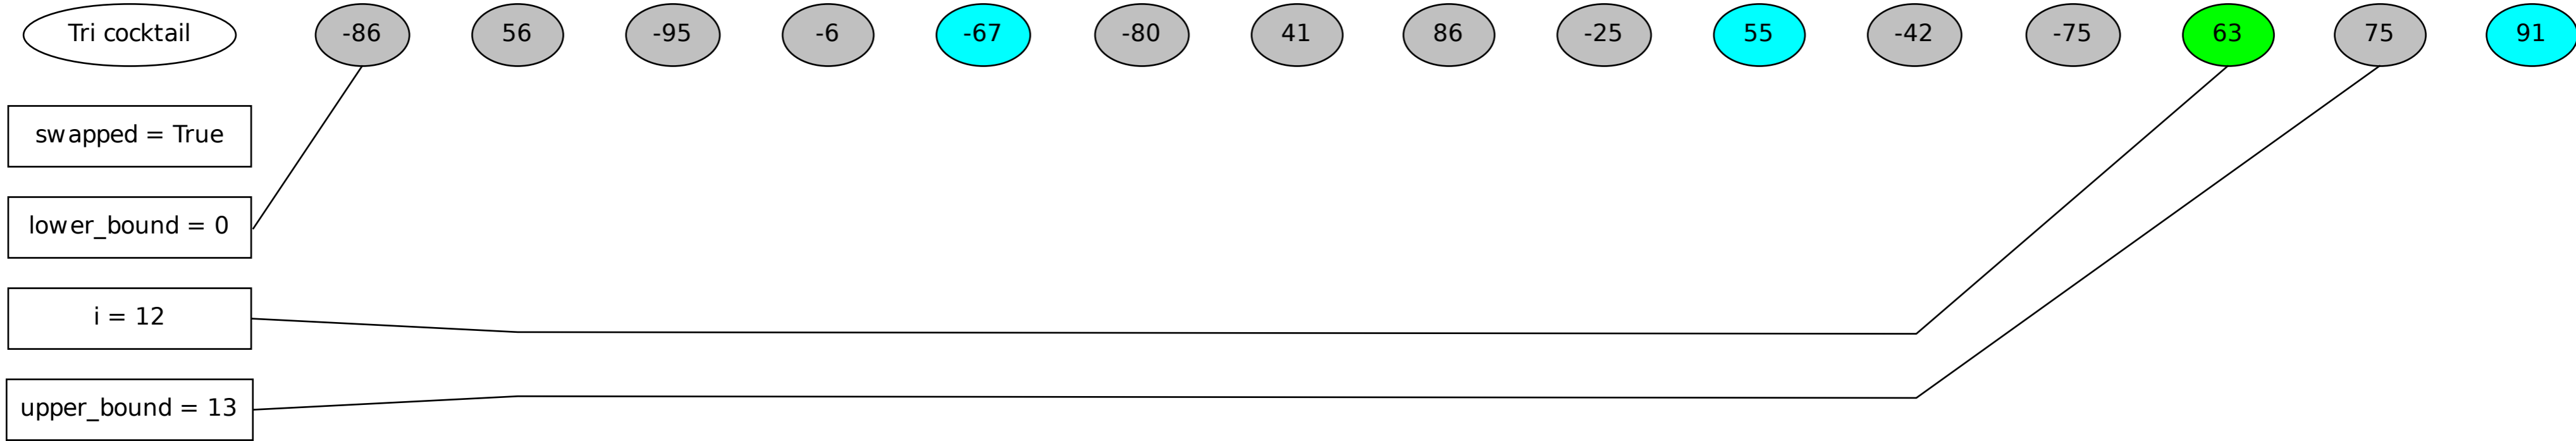 Tri cocktail -86 56 -95 -6 -67 -80 41 86 -25 55 -42 -75 63 75 91
swapped = True
lower_bound = 0
i = 12
upper_bound = 13